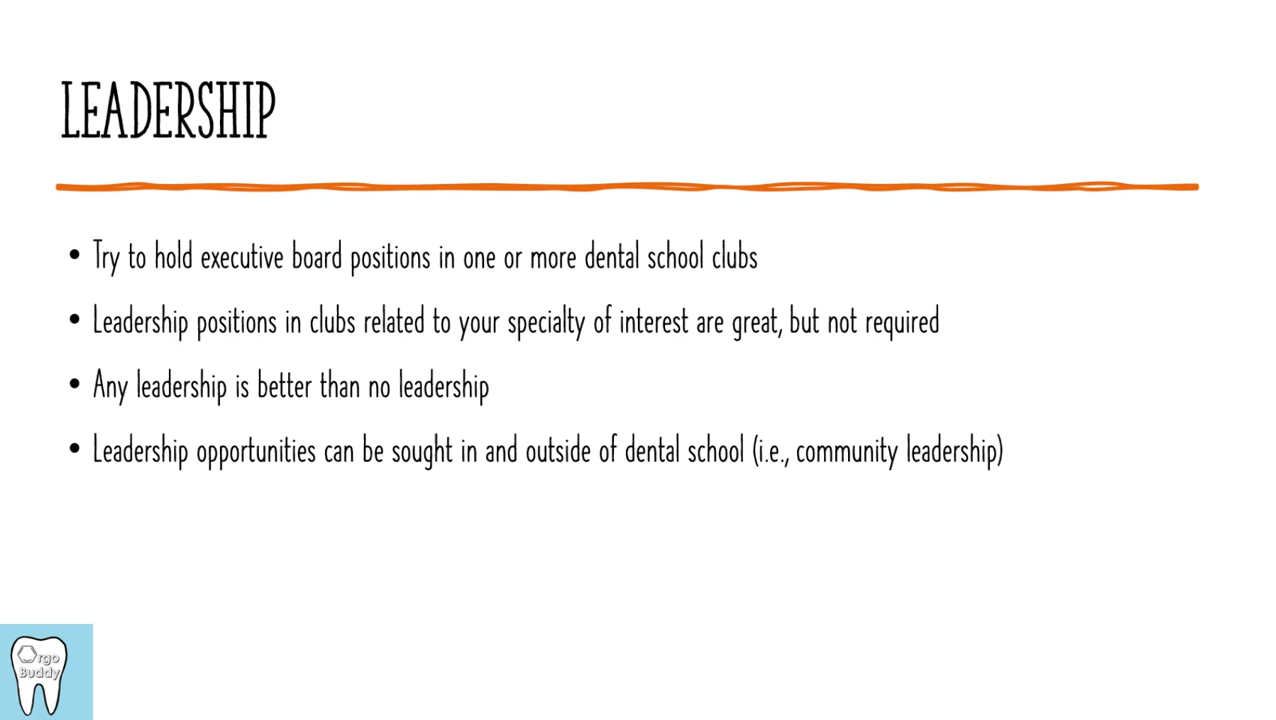 LEADERSHIP
• Try to hold executive board positions in one or more dental school clubs
• Leadership positions in clubs related to your specialty of interest are great, but not required
• Any leadership is better than no leadership
• Leadership opportunities can be sought in and outside of dental school (i.e., community leadership)
Orgo
Buddy